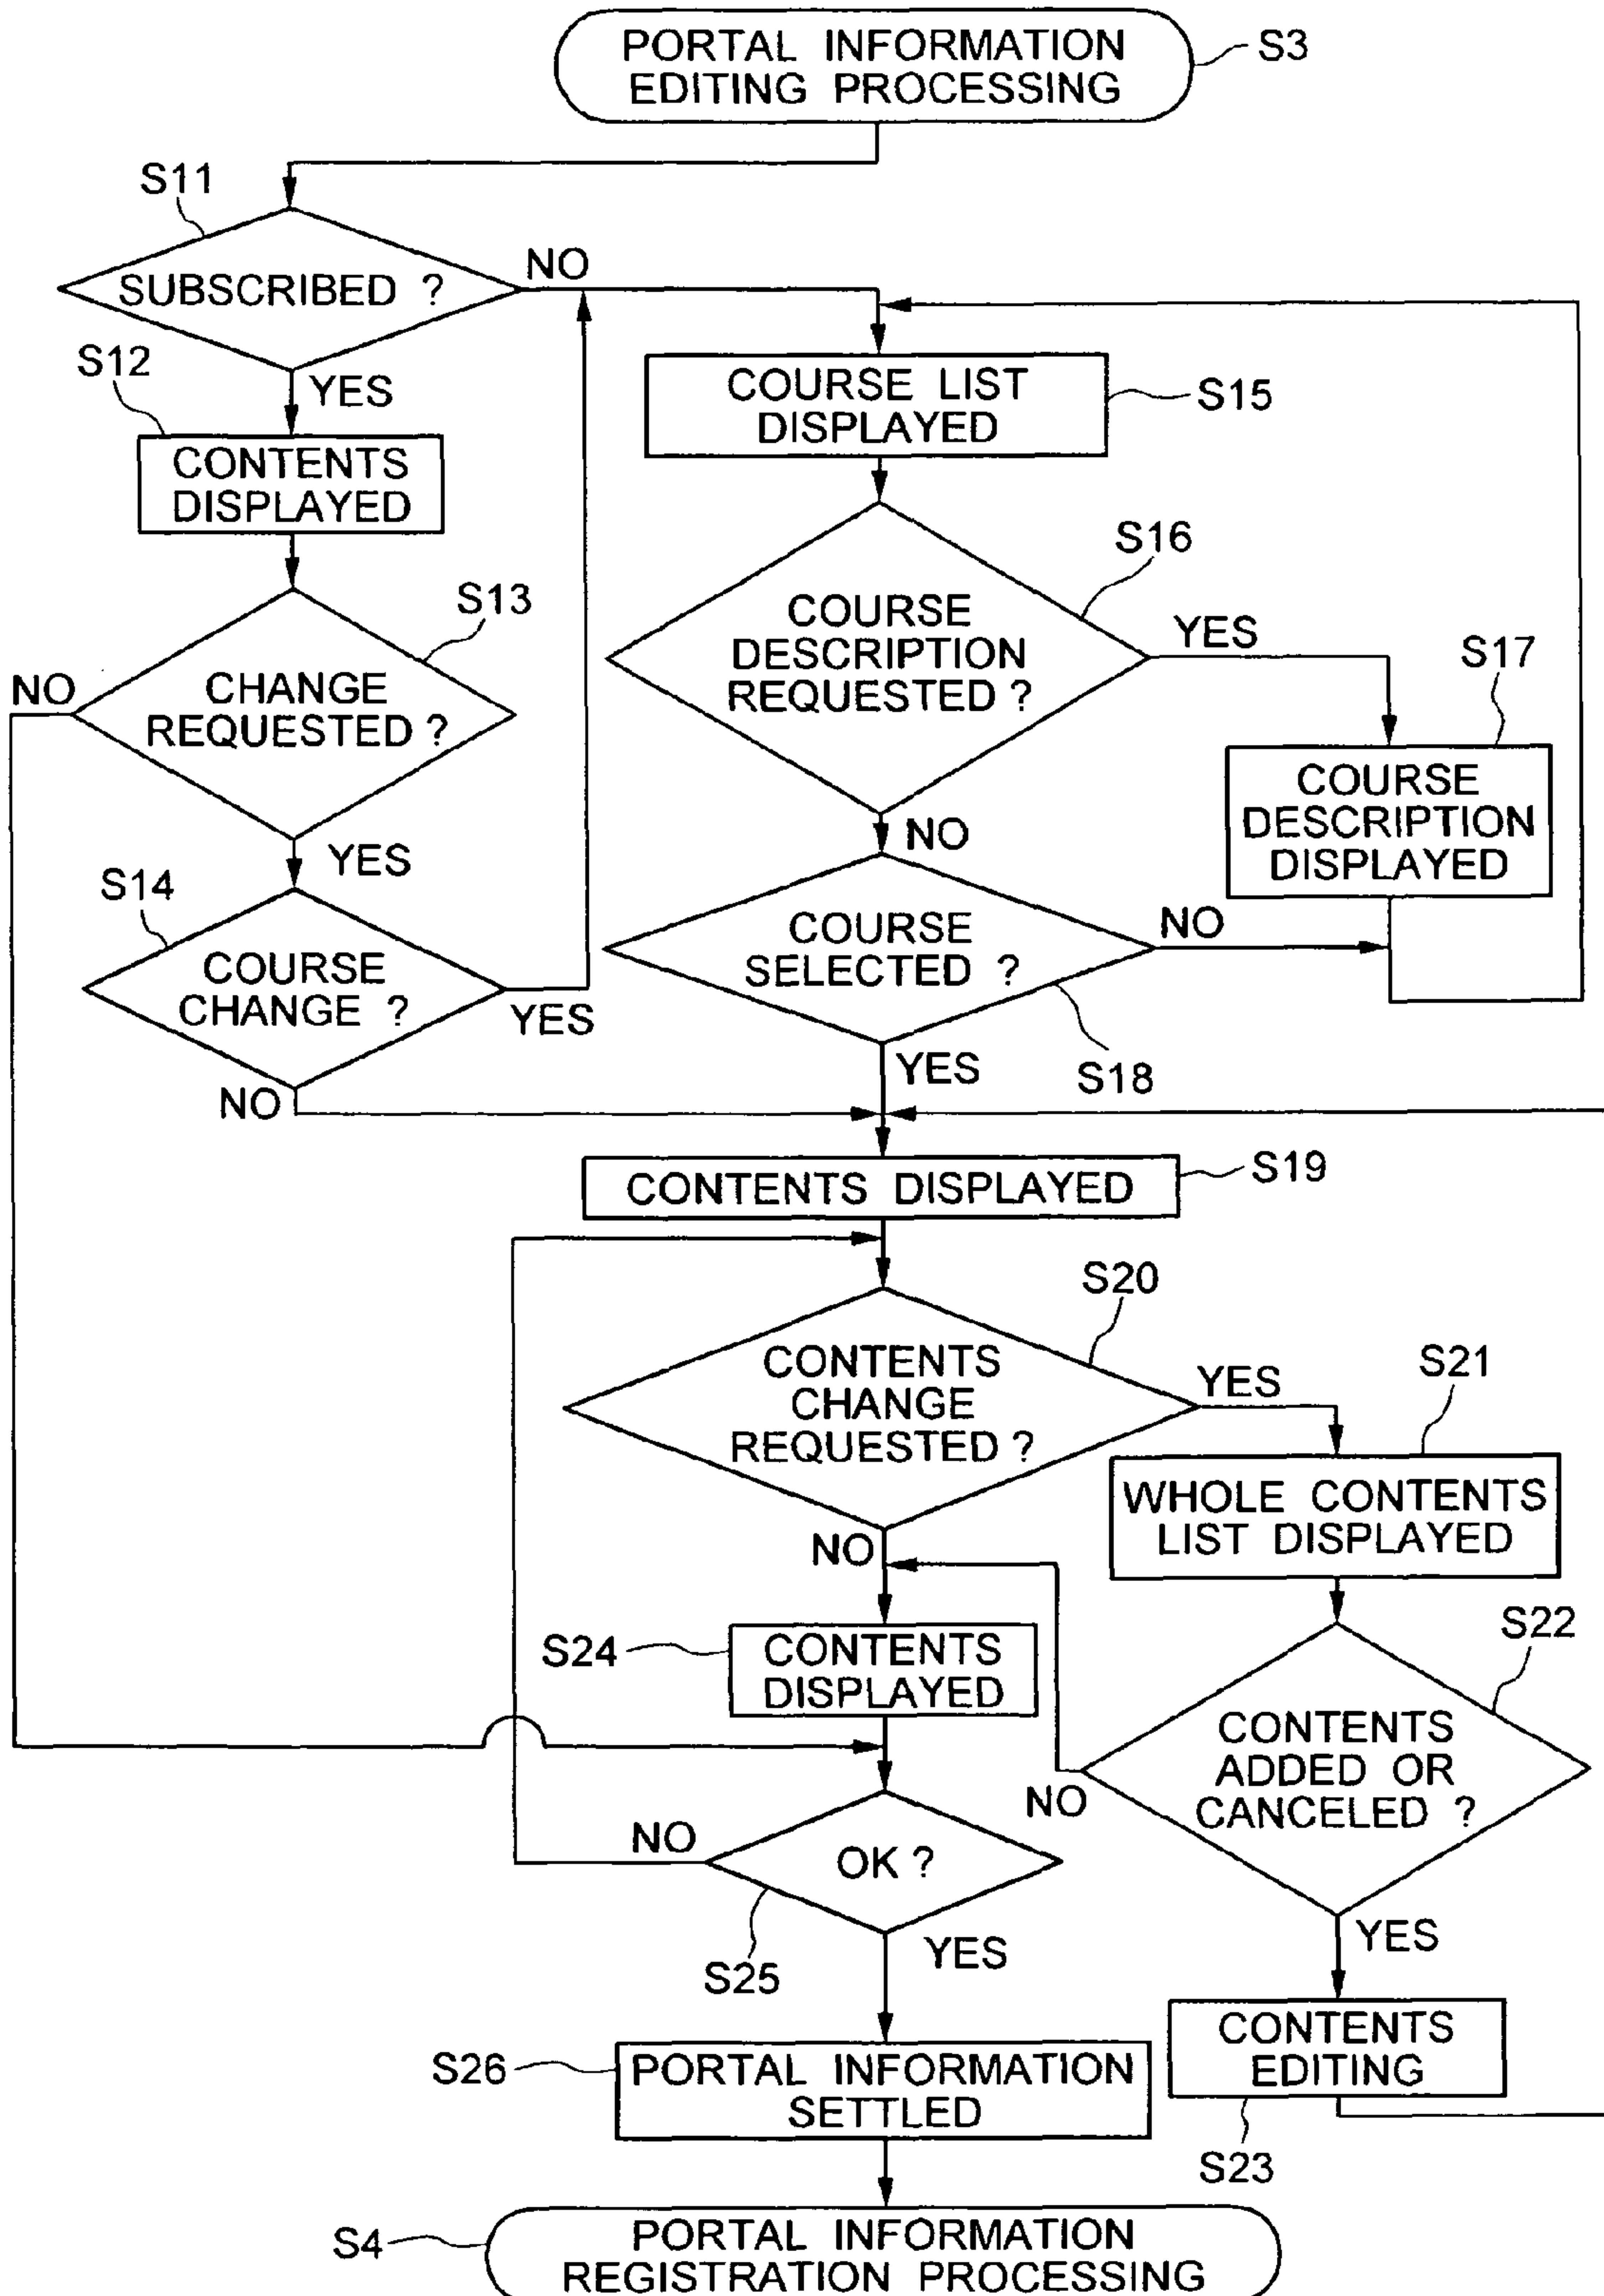 PORTAL INFORMATION
EDITING PROCESSING
S3
S11
SUBSCRIBED ?
NO
YES
S12
CONTENTS
DISPLAYED
S13
CHANGE
REQUESTED ?
NO
YES
S14
COURSE
CHANGE ?
YES
NO
COURSE LIST
DISPLAYED
S15
S16
COURSE
DESCRIPTION
REQUESTED ?
YES
NO
S17
COURSE
DESCRIPTION
DISPLAYED
COURSE
SELECTED ?
NO
YES
S18
CONTENTS DISPLAYED
S19
S20
CONTENTS
CHANGE
REQUESTED ?
YES
NO
S21
WHOLE CONTENTS
LIST DISPLAYED
S22
CONTENTS
ADDED OR
CANCELED ?
NO
YES
S24
CONTENTS
DISPLAYED
OK ?
NO
YES
S25
CONTENTS
EDITING
S23
S26
PORTAL INFORMATION
SETTLED
S4
PORTAL INFORMATION
REGISTRATION PROCESSING